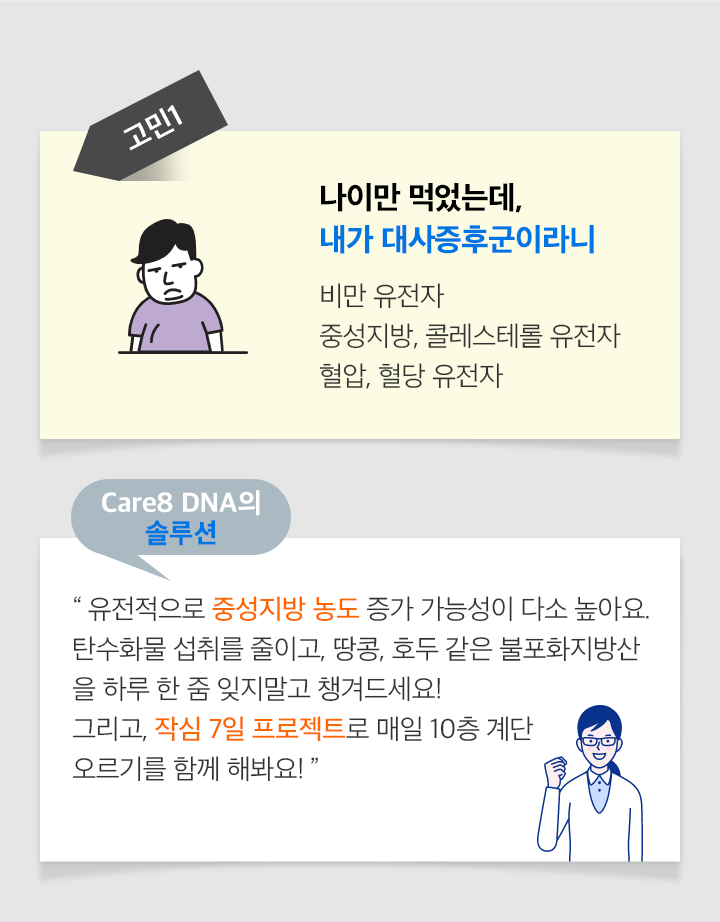 고민1
나이만 먹었는데,
내가 대사증후군이라니
비만 유전자
중성지방, 콜레스테롤 유전자
혈압, 혈당 유전자
Care8 DNA의
솔루션
“ 유전적으로 중성지방 농도 증가 가능성이 다소 높아요.
탄수화물 섭취를 줄이고, 땅콩, 호두 같은 불포화지방산
을 하루 한 줌 잊지말고 챙겨드세요!
그리고, 작심 7일 프로젝트로 매일 10층 계단
오르기를 함께 해봐요! ”